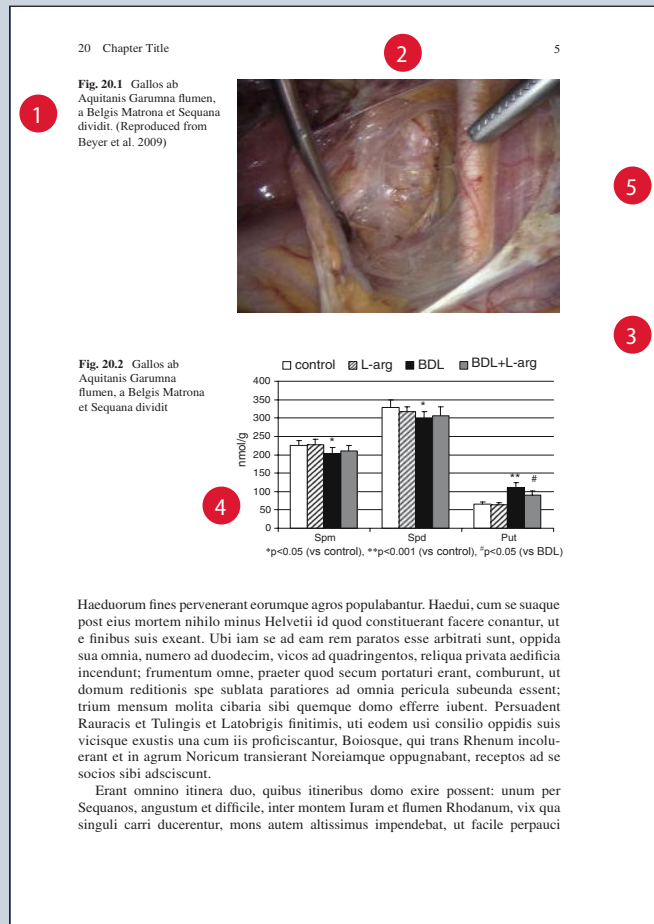 20 Chapter Title 5
2
Fig. 20.1 Gallos ab
Aquitanis Garumna flumen,
a Belgis Matrona et Sequana
dividit. (Reproduced from
Beyer et al. 2009)
1
5
3
Fig. 20.2 Gallos ab
Aquitanis Garumna
flumen, a Belgis Matrona
et Sequana dividit
control L-arg BDL BDL+L-arg
400
350
300
250
200
150
100
50
0
nmol/g
*
*
**
#
Spm Spd Put
*p<0.05 (vs control), **p<0.001 (vs control), #p<0.05 (vs BDL)
4
Haeduorum fines pervenerant eorumque agros populabantur. Haedui, cum se suaque
post eius mortem nihilo minus Helvetii id quod constituerant facere conantur, ut
e finibus suis exeant. Ubi iam se ad eam rem paratos esse arbitrati sunt, oppida
sua omnia, numero ad duodecim, vicos ad quadringentos, reliqua privata aedificia
incendunt; frumentum omne, praeter quod secum portaturi erant, comburunt, ut
domum reditionis spe sublata paratiores ad omnia pericula subeunda essent;
trium mensum molita cibaria sibi quemque domo efferre iubent. Persuadent
Rauracis et Tulingis et Latobrigis finitimis, uti eodem usi consilio oppidis suis
vicisque exustis una cum iis proficiscantur, Boiosque, qui trans Rhenum incolu-
erant et in agrum Noricum transierant Noreiamque oppugnabant, receptos ad se
socios sibi adsciscunt.
Erant omnino itinera duo, quibus itineribus domo exire possent: unum per
Sequanos, angustum et difficile, inter montem Iuram et flumen Rhodanum, vix qua
singuli carri ducerentur, mons autem altissimus impendebat, ut facile perpauci